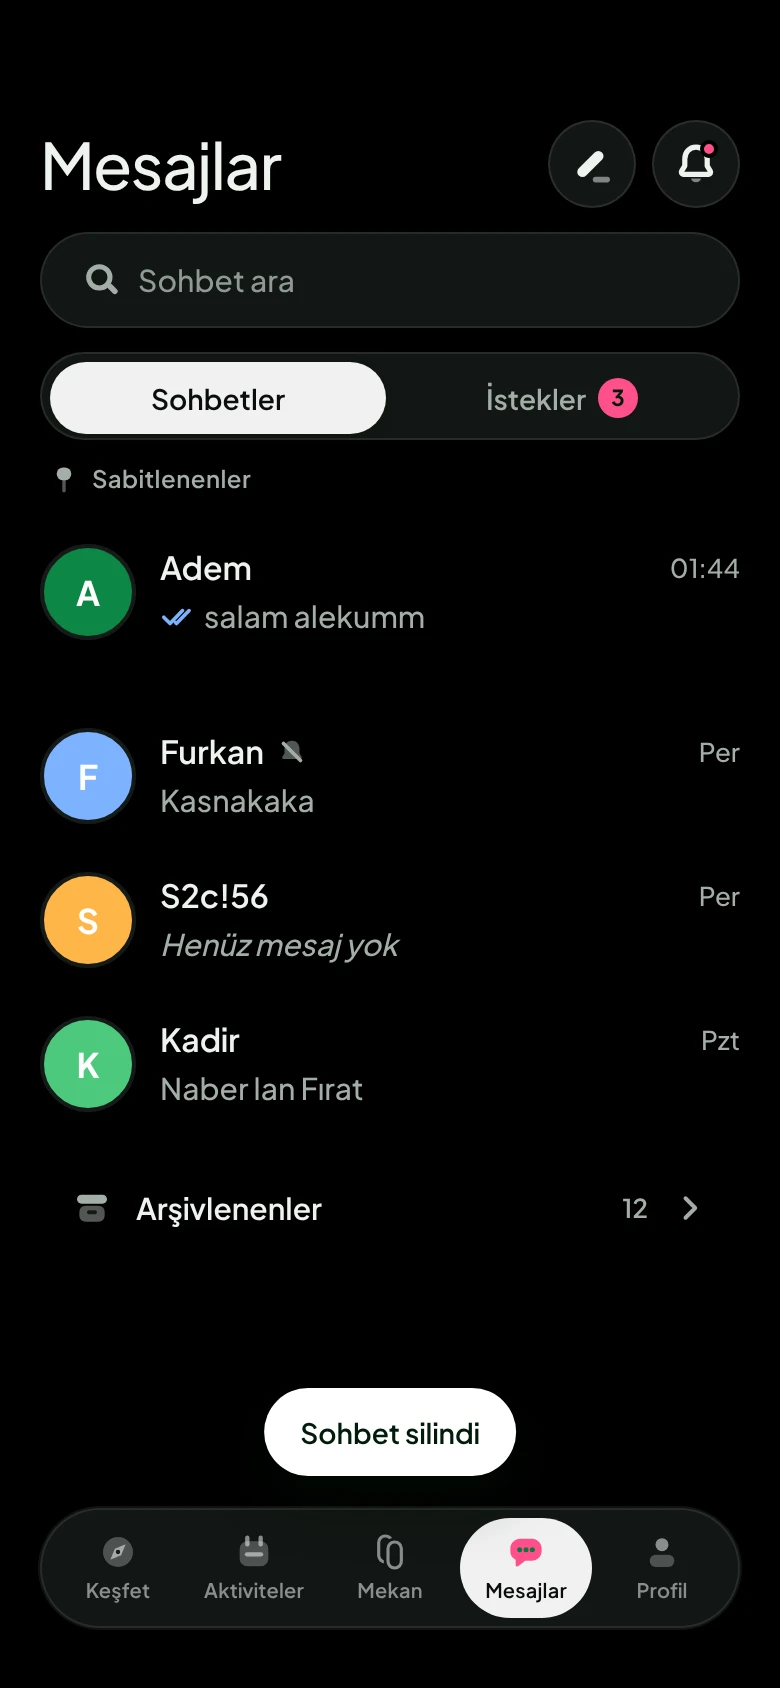 Mesajlar
Sohbet ara
Sohbetler
İstekler 3
Sabitlenenler
A
Adem 01:44
salam alekumm
F
Furkan Per
Kasnakaka
S
S2c!56 Per
Henüz mesaj yok
K
Kadir Pzt
Naber lan Fırat
Arşivlenenler 12
Sohbet silindi
Keşfet Aktiviteler Mekan Mesajlar Profil